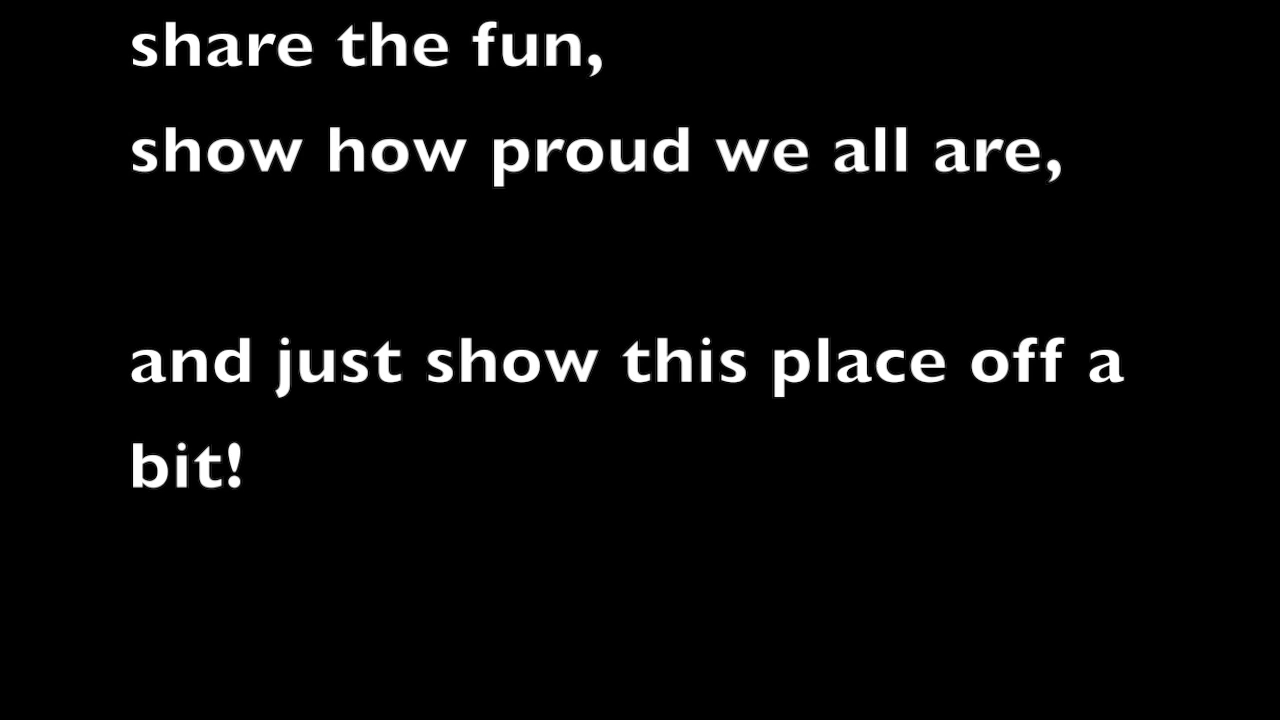 share the fun,
show how proud we all are,
and just show this place off a
bit!